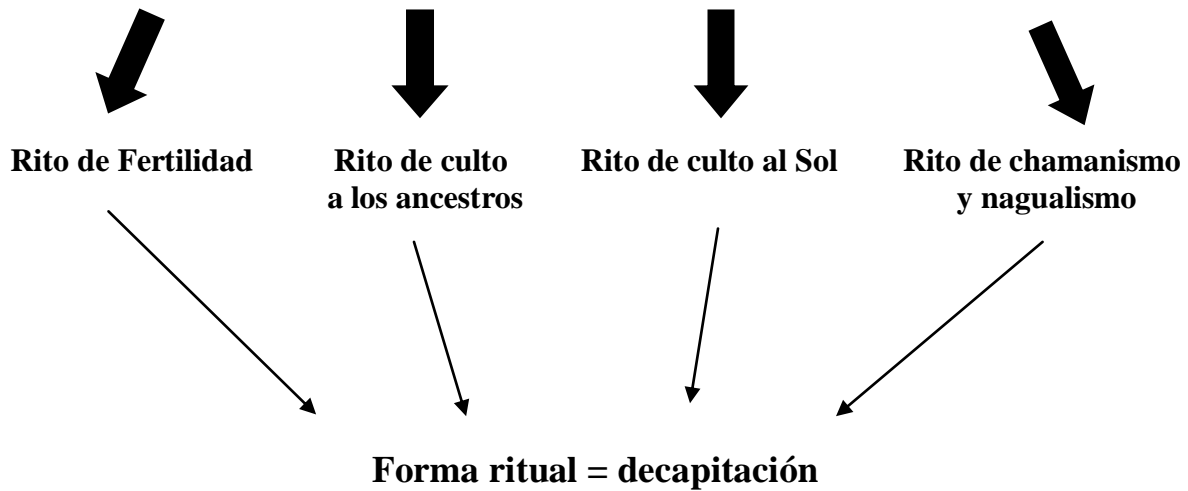 Rito de Fertilidad
Rito de culto
a los ancestros
Rito de culto al Sol
Rito de chamanismo
y nagualismo
Forma ritual = decapitación